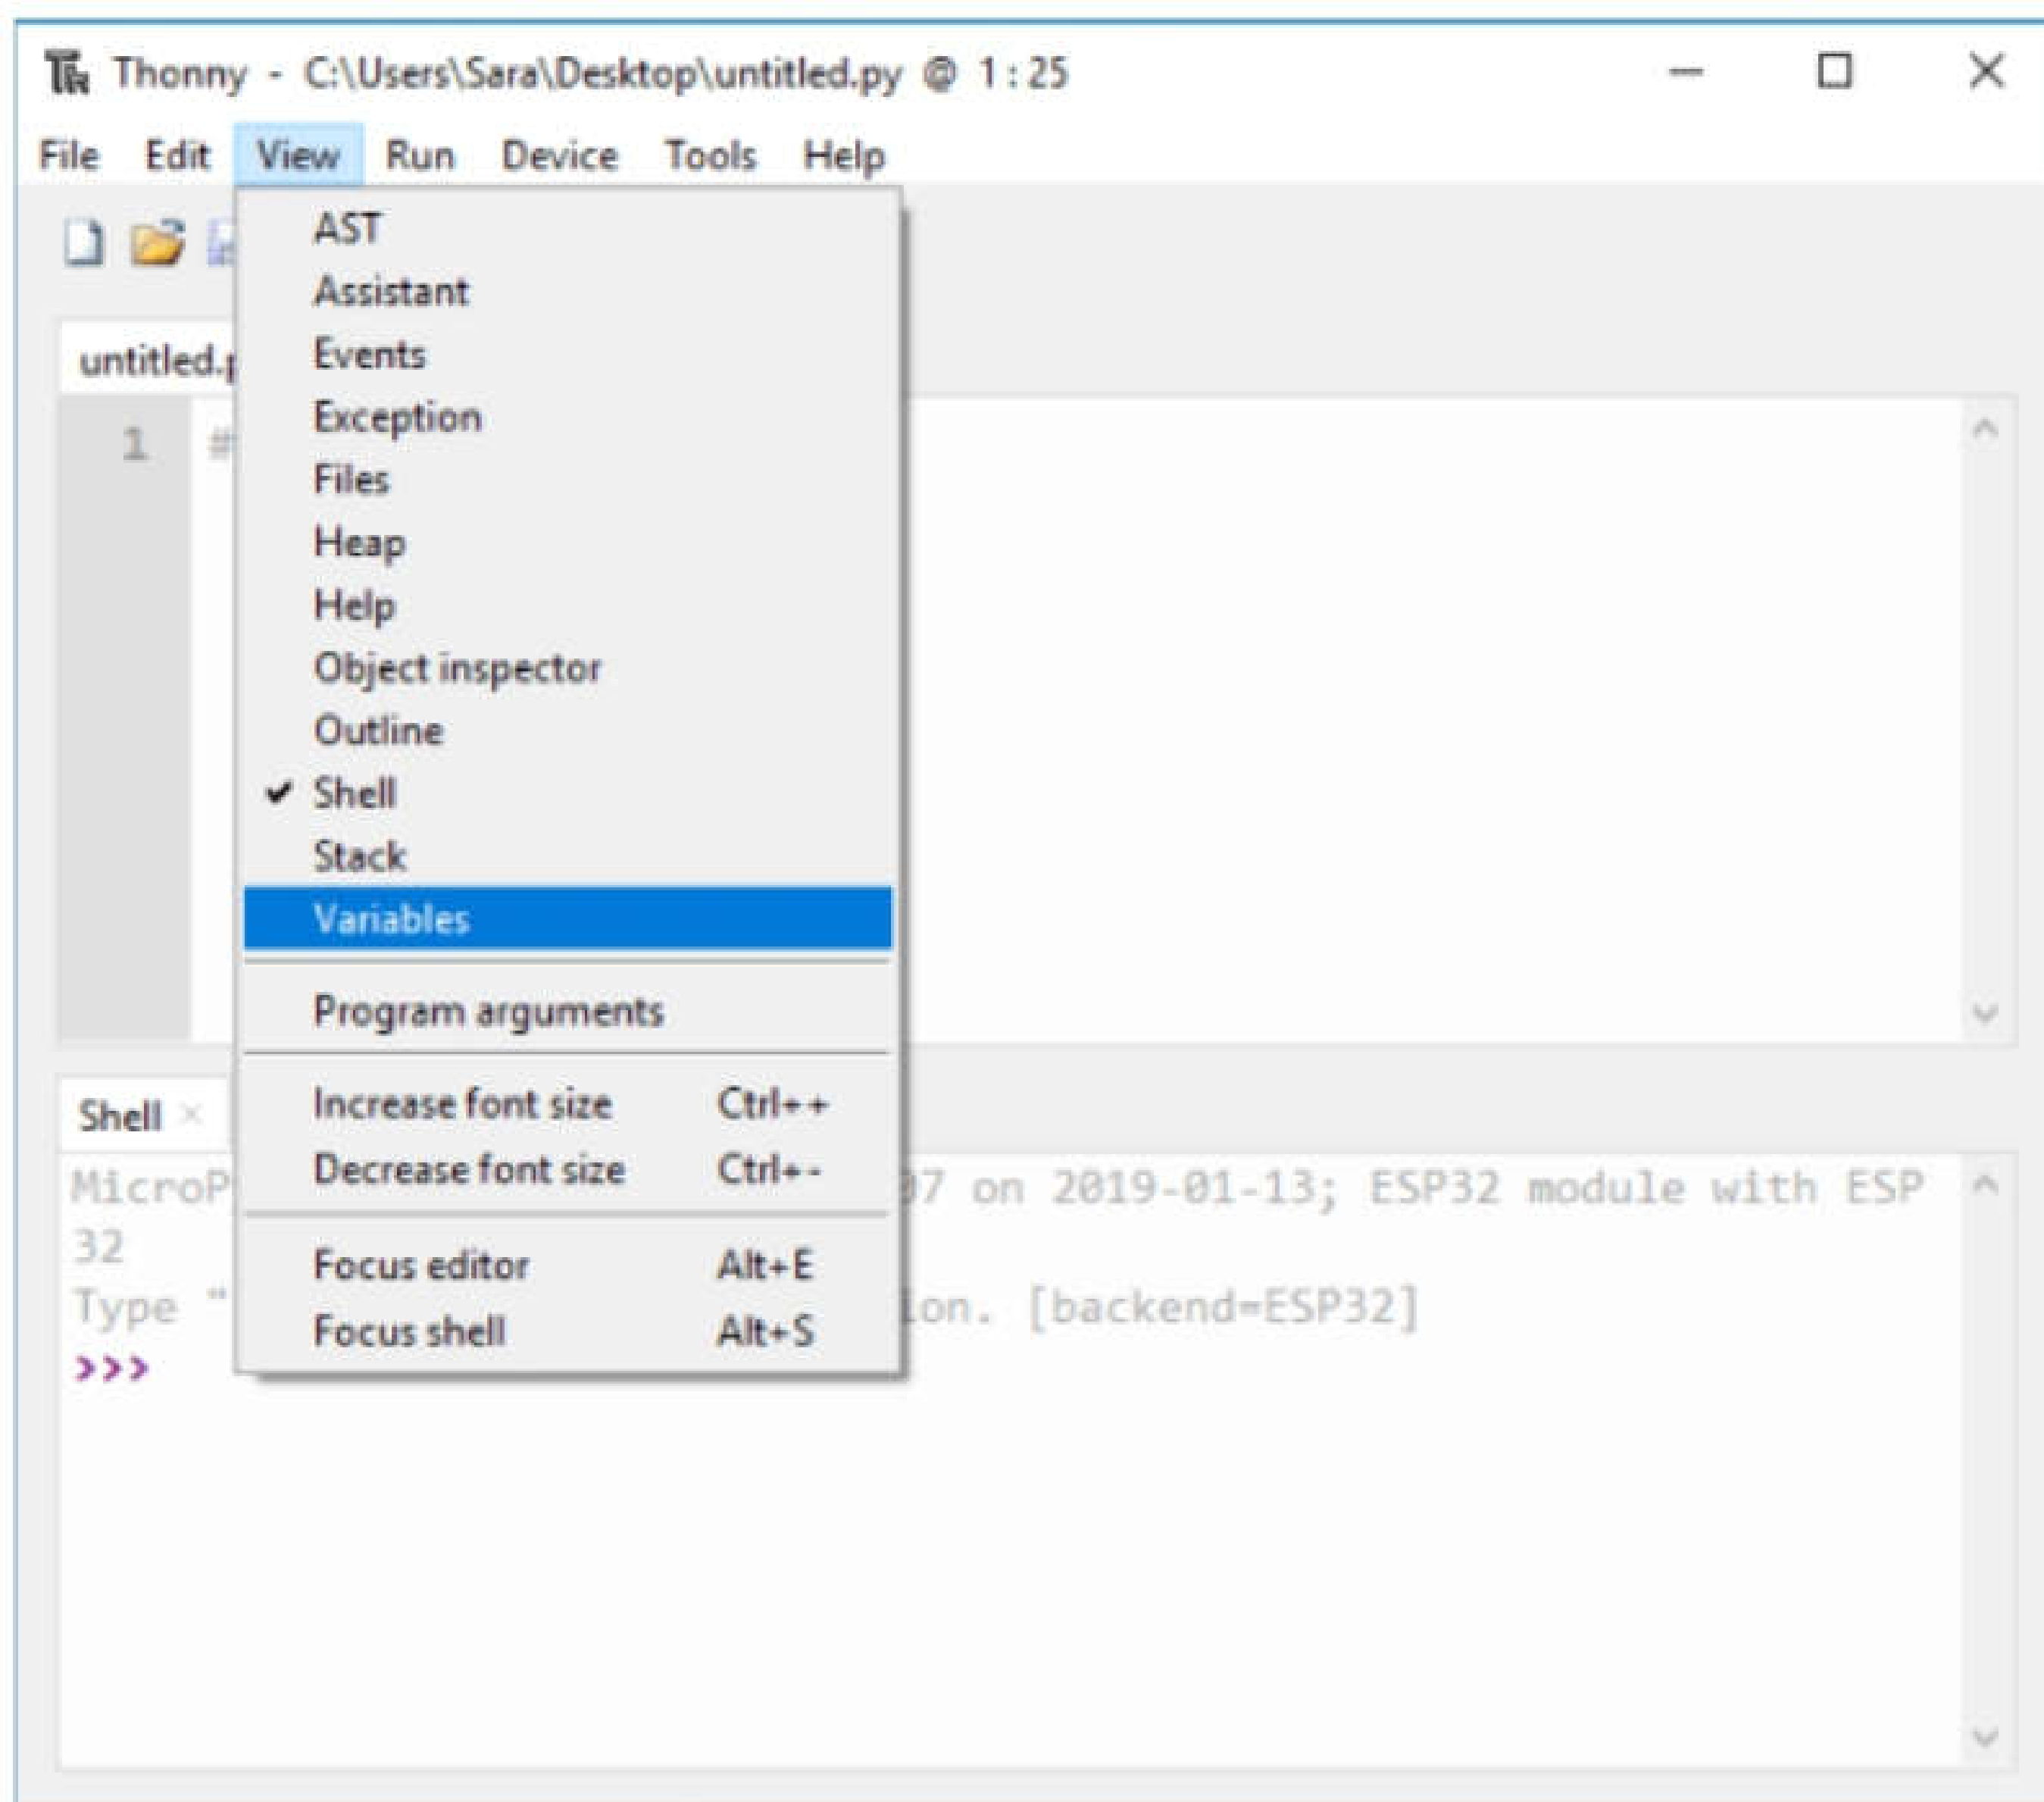 Thonny - C:\Users\Sara\Desktop\untitled.py @ 1 : 25
File Edit View Run Device Tools Help
AST
Assistant
Events
Exception
Files
Heap
Help
Object inspector
Outline
✔ Shell
Stack
Variables
Program arguments
Increase font size Ctrl++
Decrease font size Ctrl+-
Focus editor Alt+E
Focus shell Alt+S
untitled.p
1 #
Shell ×
MicroP 07 on 2019-01-13; ESP32 module with ESP
32
Type " ion. [backend=ESP32]
>>>